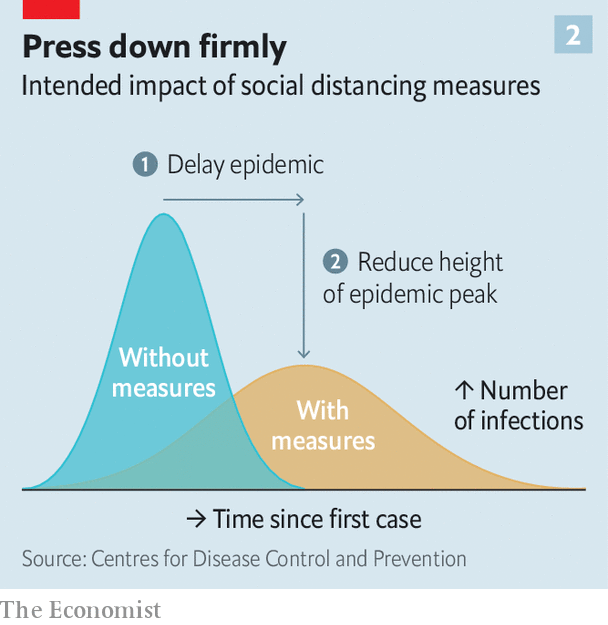 2
Press down firmly
Intended impact of social distancing measures
1 Delay epidemic
2 Reduce height
of epidemic peak
Without
measures
With
measures
↑ Number
of infections
→ Time since first case
Source: Centres for Disease Control and Prevention
The Economist